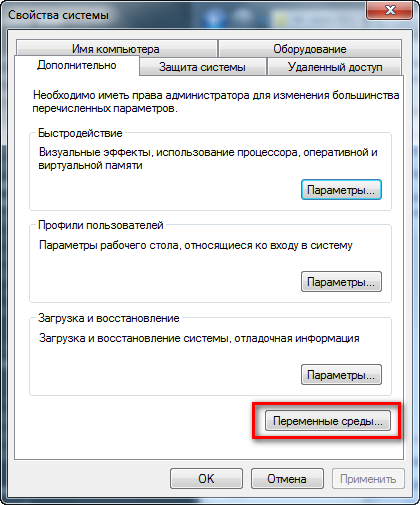 Свойства системы
Имя компьютера
Оборудование
Дополнительно
Защита системы
Удаленный доступ
Необходимо иметь права администратора для изменения большинства
перечисленных параметров.
Быстродействие
Визуальные эффекты, использование процессора, оперативной и
виртуальной памяти
Параметры...
Профили пользователей
Параметры рабочего стола, относящиеся ко входу в систему
Параметры...
Загрузка и восстановление
Загрузка и восстановление системы, отладочная информация
Параметры...
Переменные среды...
ОК
Отмена
Применить